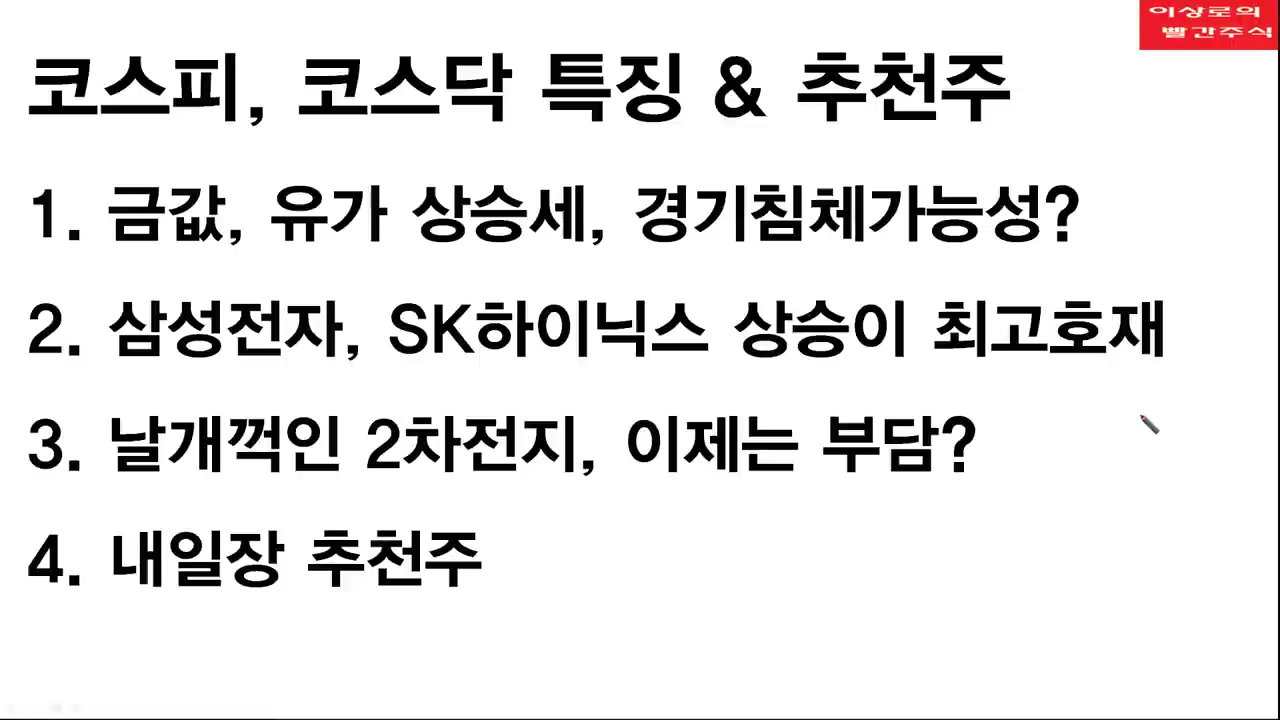 이상로의
빨간주식
코스피, 코스닥 특징 & 추천주
1. 금값, 유가 상승세, 경기침체가능성?
2. 삼성전자, SK하이닉스 상승이 최고호재
3. 날개꺽인 2차전지, 이제는 부담?
4. 내일장 추천주